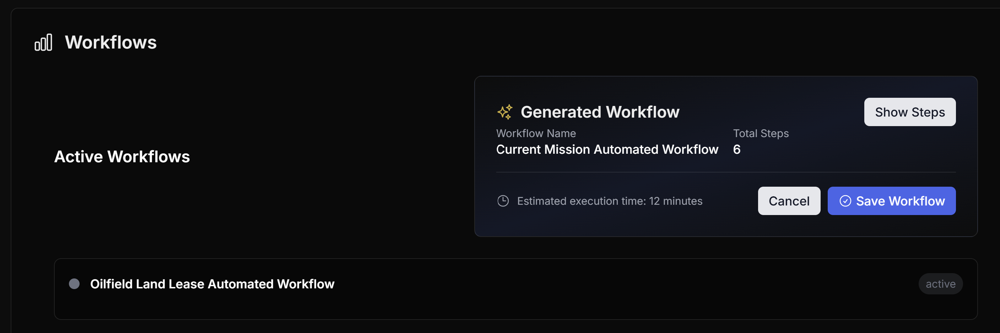 Workflows
Active Workflows
Generated Workflow
Show Steps
Workflow Name
Total Steps
Current Mission Automated Workflow
6
Estimated execution time: 12 minutes
Cancel
Save Workflow
Oilfield Land Lease Automated Workflow
active